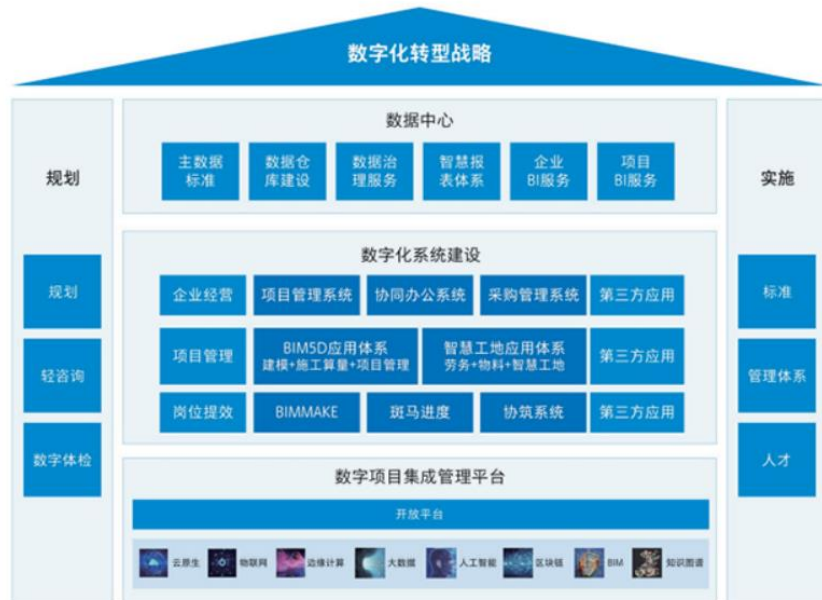 数字化转型战略
规划
规划
轻咨询
数字体检
数据中心
主数据
标准
数据仓
库建设
数据治
理服务
智慧报
表体系
企业
BI服务
项目
BI服务
数字化系统建设
企业经营
项目管理系统
协同办公系统
采购管理系统
第三方应用
项目管理
BIM5D应用体系
建模+施工算量+项目管理
智慧工地应用体系
劳务+物料+智慧工地
第三方应用
岗位提效
BIMMAKE
斑马进度
协筑系统
第三方应用
数字项目集成管理平台
开放平台
云原生
物联网
边缘计算
大数据
人工智能
区块链
BIM
知识图谱
实施
标准
管理体系
人才